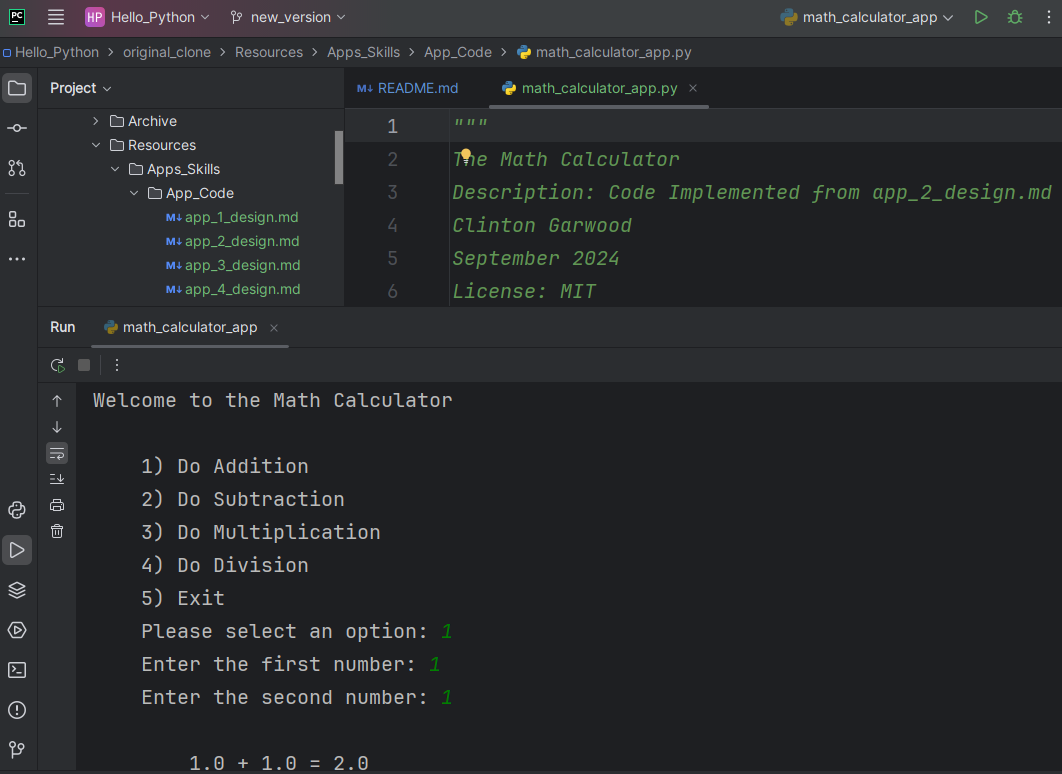 PC HP Hello_Python new_version math_calculator_app
Hello_Python > original_clone > Resources > Apps_Skills > App_Code > math_calculator_app.py
Project
Archive
Resources
Apps_Skills
App_Code
M↓ app_1_design.md
M↓ app_2_design.md
M↓ app_3_design.md
M↓ app_4_design.md
M↓ README.md math_calculator_app.py ×
1 """
2 The Math Calculator
3 Description: Code Implemented from app_2_design.md
4 Clinton Garwood
5 September 2024
6 License: MIT
Run math_calculator_app ×
Welcome to the Math Calculator
1) Do Addition
2) Do Subtraction
3) Do Multiplication
4) Do Division
5) Exit
Please select an option: 1
Enter the first number: 1
Enter the second number: 1
1.0 + 1.0 = 2.0